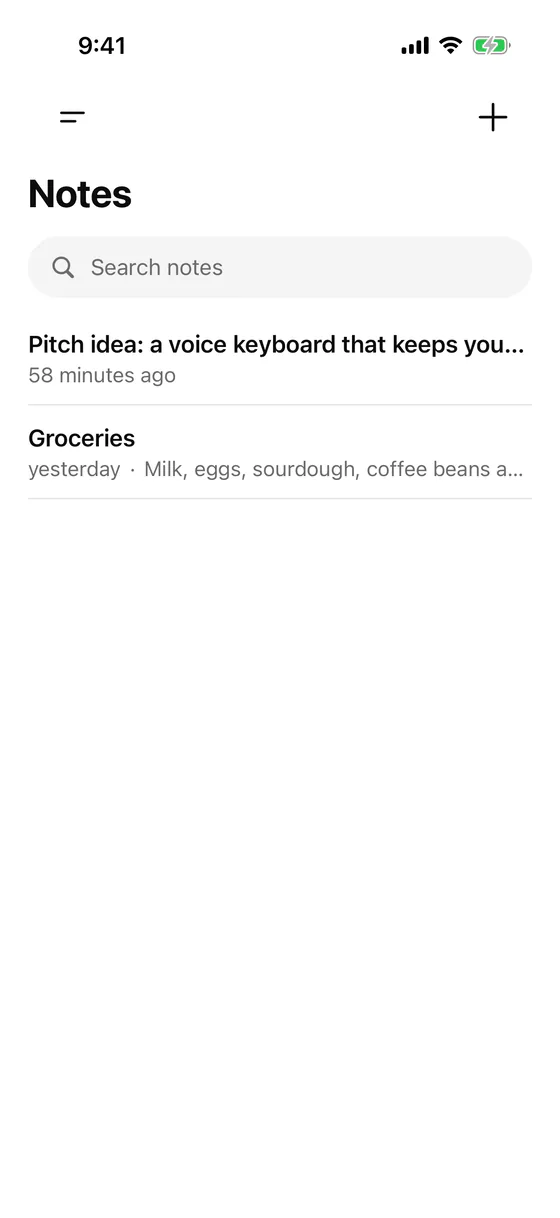 9:41
Notes
Search notes
Pitch idea: a voice keyboard that keeps you...
58 minutes ago
Groceries
yesterday · Milk, eggs, sourdough, coffee beans a...